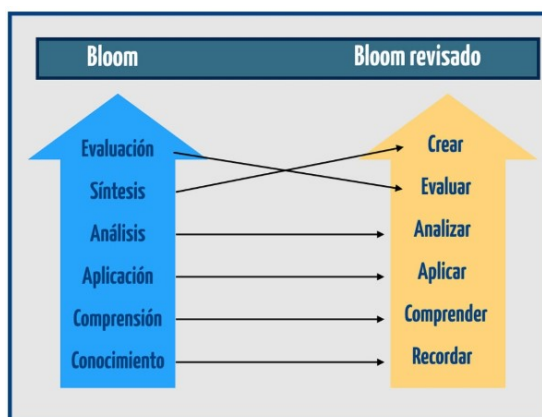 Bloom
Bloom revisado
Evaluación
Síntesis
Análisis
Aplicación
Comprensión
Conocimiento
Crear
Evaluar
Analizar
Aplicar
Comprender
Recordar